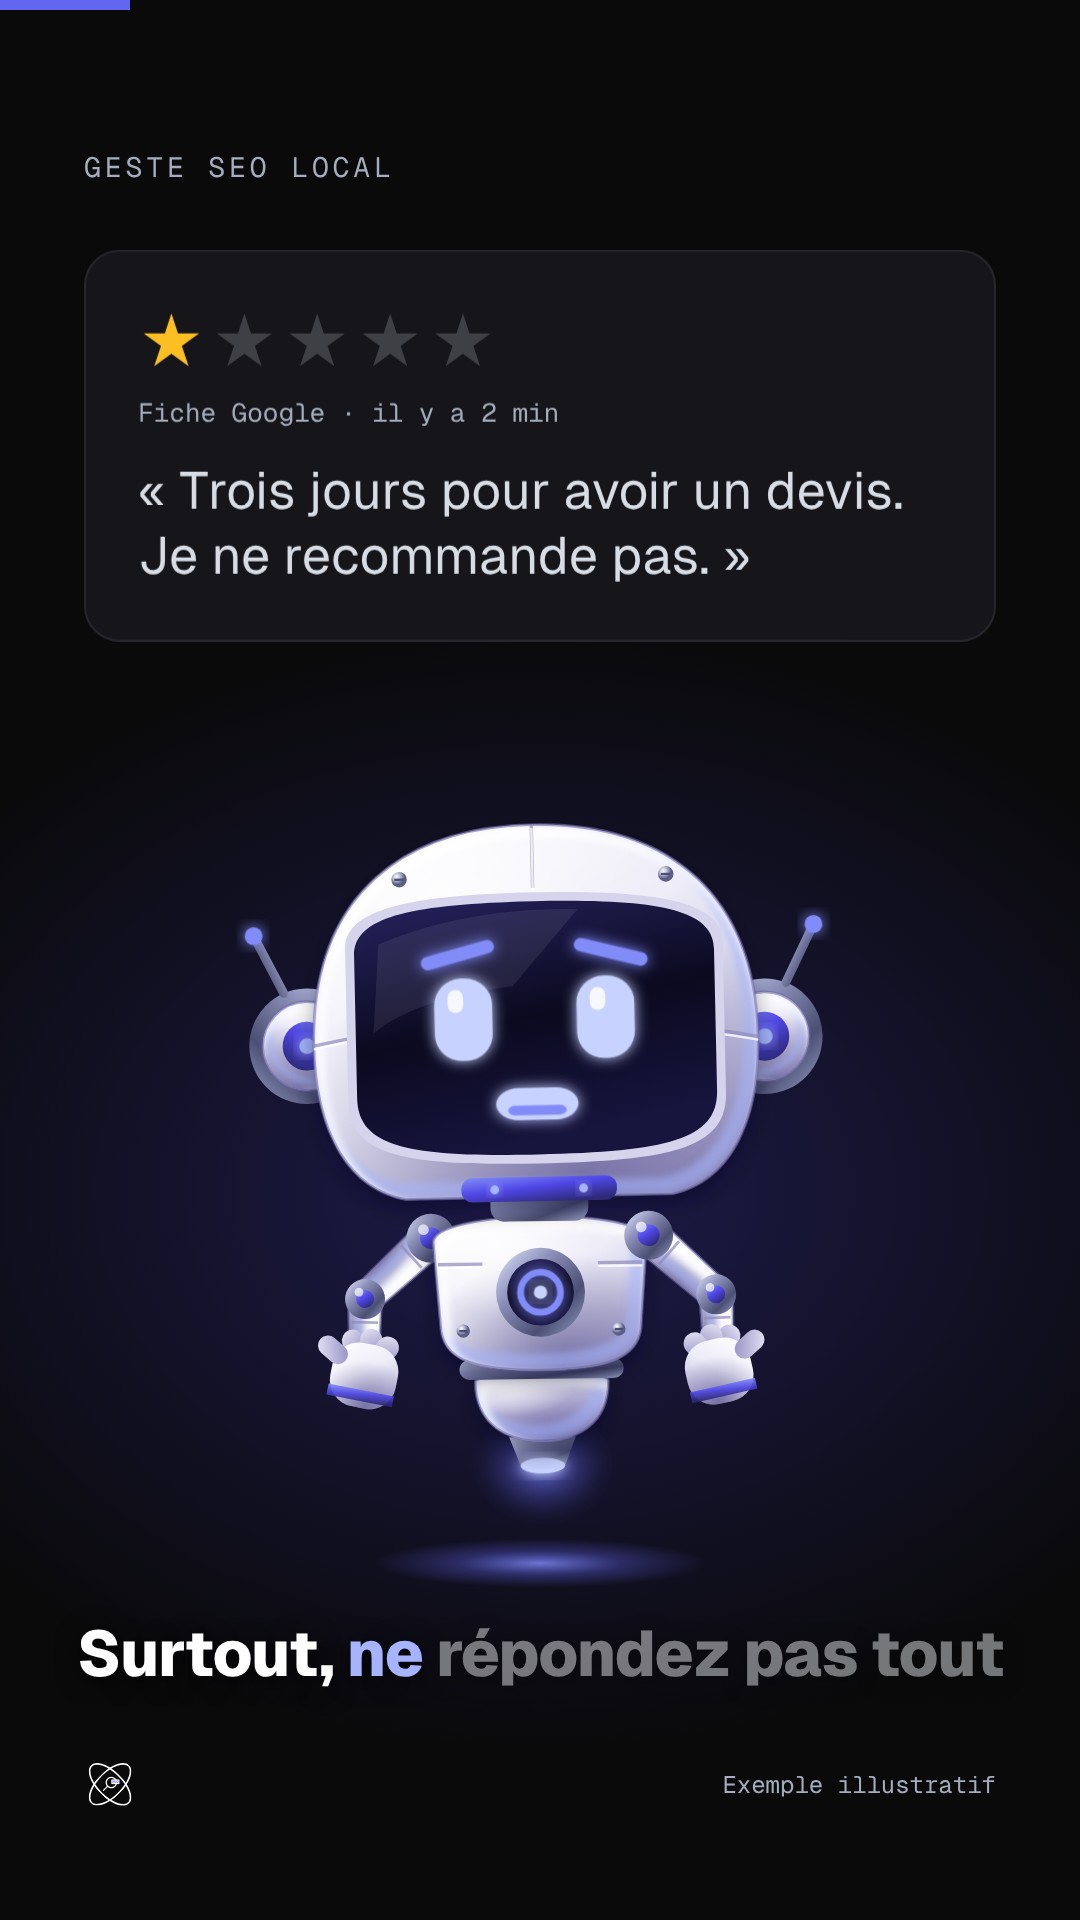 GESTE SEO LOCAL
Fiche Google · il y a 2 min
« Trois jours pour avoir un devis.
Je ne recommande pas. »
Surtout, ne répondez pas tout
Exemple illustratif